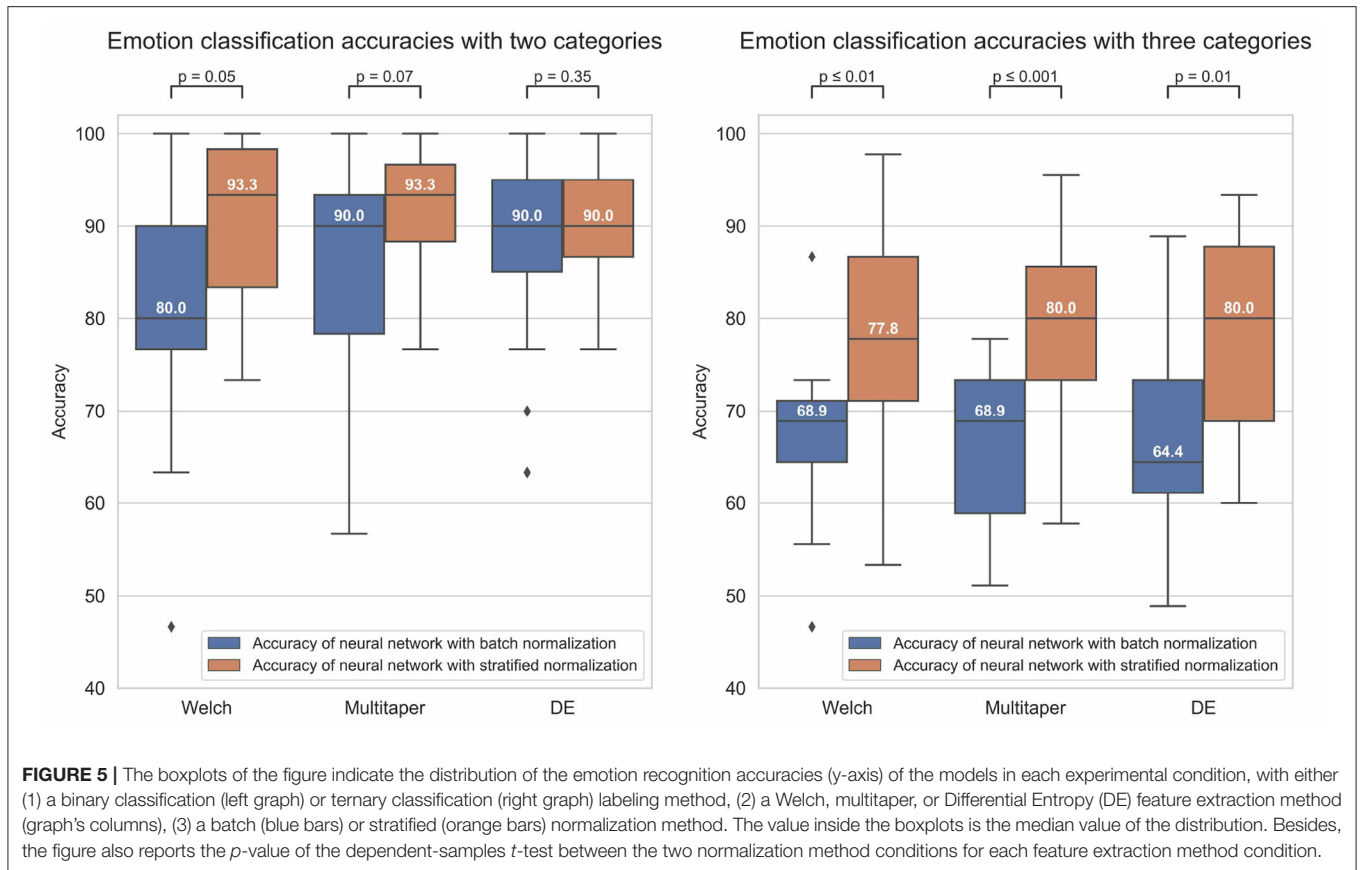 Emotion classification accuracies with two categories
p = 0.05
p = 0.07
p = 0.35
100
90
80
70
60
50
40
Accuracy
80.0
93.3
90.0
93.3
90.0
90.0
Accuracy of neural network with batch normalization
Accuracy of neural network with stratified normalization
Welch
Multitaper
DE
Emotion classification accuracies with three categories
p ≤ 0.01
p ≤ 0.001
p = 0.01
100
90
80
70
60
50
40
Accuracy
68.9
77.8
68.9
80.0
64.4
80.0
Accuracy of neural network with batch normalization
Accuracy of neural network with stratified normalization
Welch
Multitaper
DE
FIGURE 5 | The boxplots of the figure indicate the distribution of the emotion recognition accuracies (y-axis) of the models in each experimental condition, with either
(1) a binary classification (left graph) or ternary classification (right graph) labeling method, (2) a Welch, multitaper, or Differential Entropy (DE) feature extraction method
(graph's columns), (3) a batch (blue bars) or stratified (orange bars) normalization method. The value inside the boxplots is the median value of the distribution. Besides,
the figure also reports the p-value of the dependent-samples t-test between the two normalization method conditions for each feature extraction method condition.